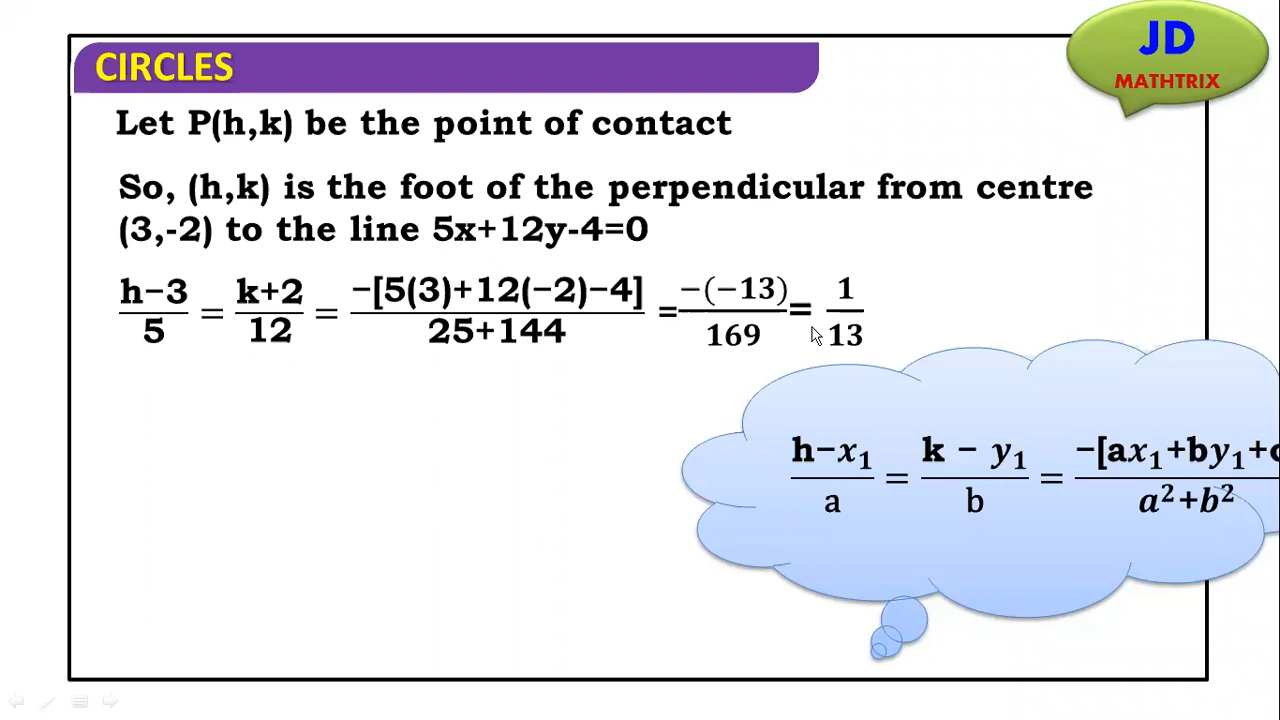 CIRCLES
JD
MATHTRIX
Let P(h,k) be the point of contact
So, (h,k) is the foot of the perpendicular from centre
(3,-2) to the line 5x+12y-4=0
h−3/5 = k+2/12 = −[5(3)+12(−2)−4]/25+144 = −(−13)/169 = 1/13
h−x₁/a = k − y₁/b = −[ax₁+by₁+c/a²+b²